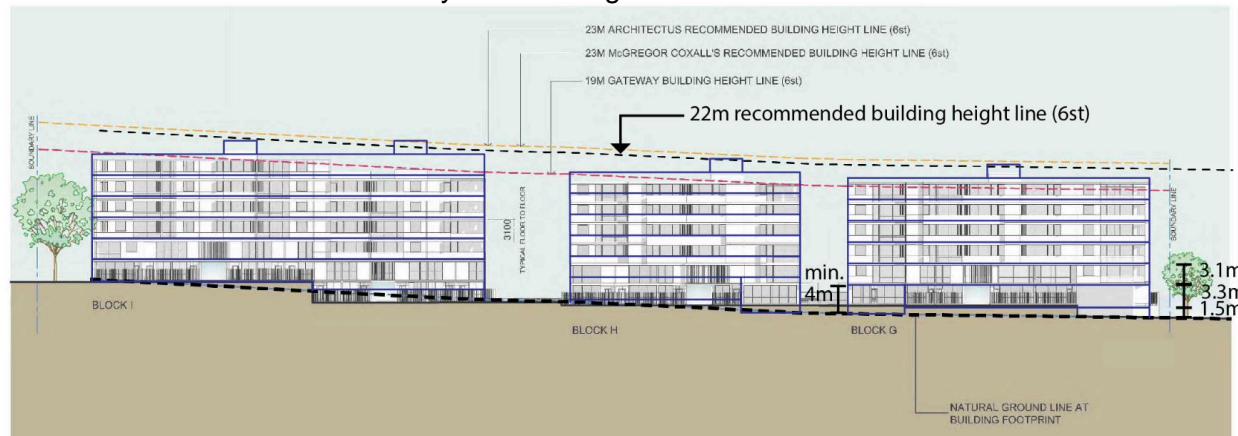 23M ARCHITECTUS RECOMMENDED BUILDING HEIGHT LINE (6st)
23M McGREGOR COXALL'S RECOMMENDED BUILDING HEIGHT LINE (6st)
19M GATEWAY BUILDING HEIGHT LINE (6st)
22m recommended building height line (6st)
BOUNDARY LINE
BOUNDARY LINE
3100
TYPICAL FLOOR TO FLOOR
min.
4m
3.1m
3.3m
1.5m
BLOCK I
BLOCK H
BLOCK G
NATURAL GROUND LINE AT
BUILDING FOOTPRINT